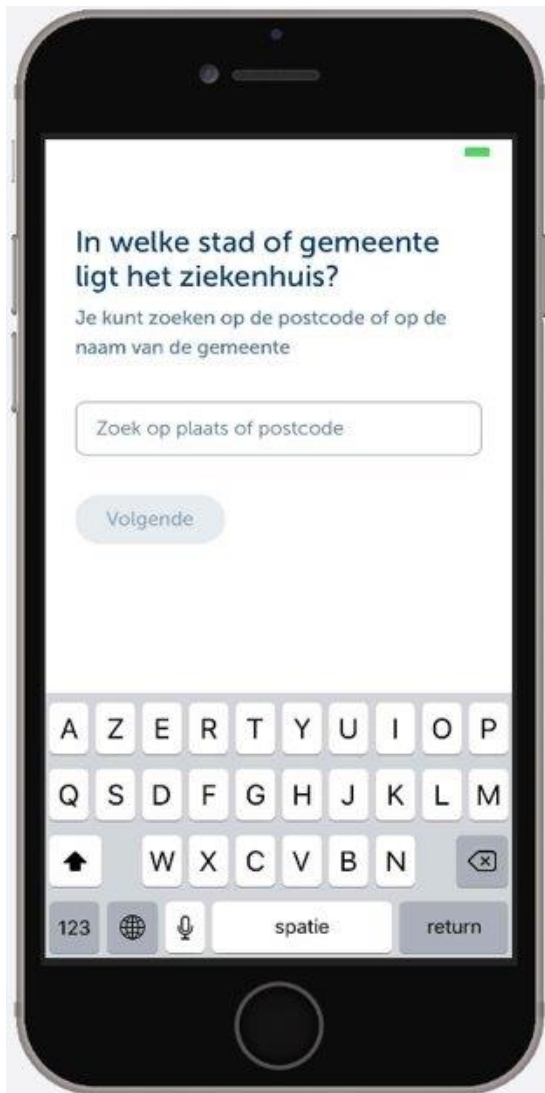 In welke stad of gemeente
ligt het ziekenhuis?
Je kunt zoeken op de postcode of op de
naam van de gemeente
Zoek op plaats of postcode
Volgende
A Z E R T Y U I O P
Q S D F G H J K L M
W X C V B N
123 spatie return